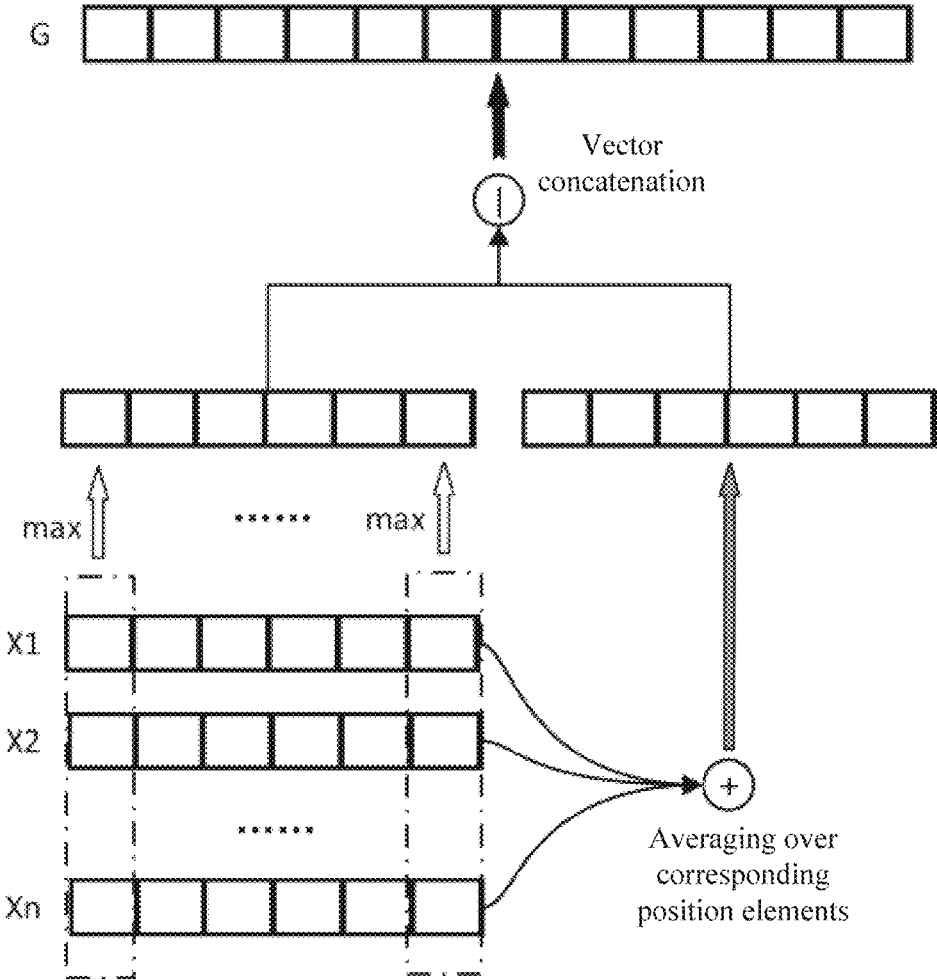 G
Vector
concatenation
|
max
......
max
X1
X2
+
......
Averaging over
corresponding
position elements
Xn